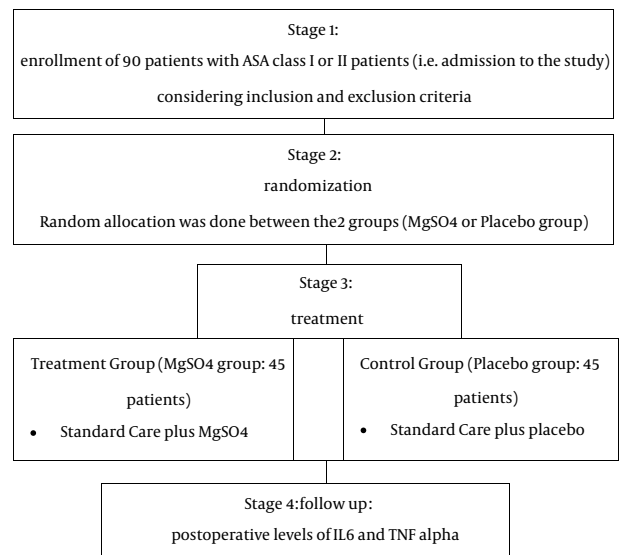 Stage 1:
enrollment of 90 patients with ASA class I or II patients (i.e. admission to the study)
considering inclusion and exclusion criteria
Stage 2:
randomization
Random allocation was done between the2 groups (MgSO4 or Placebo group)
Stage 3:
treatment
Treatment Group (MgSO4 group: 45
patients)
• Standard Care plus MgSO4
Control Group (Placebo group: 45
patients)
• Standard Care plus placebo
Stage 4:follow up:
postoperative levels of IL6 and TNF alpha